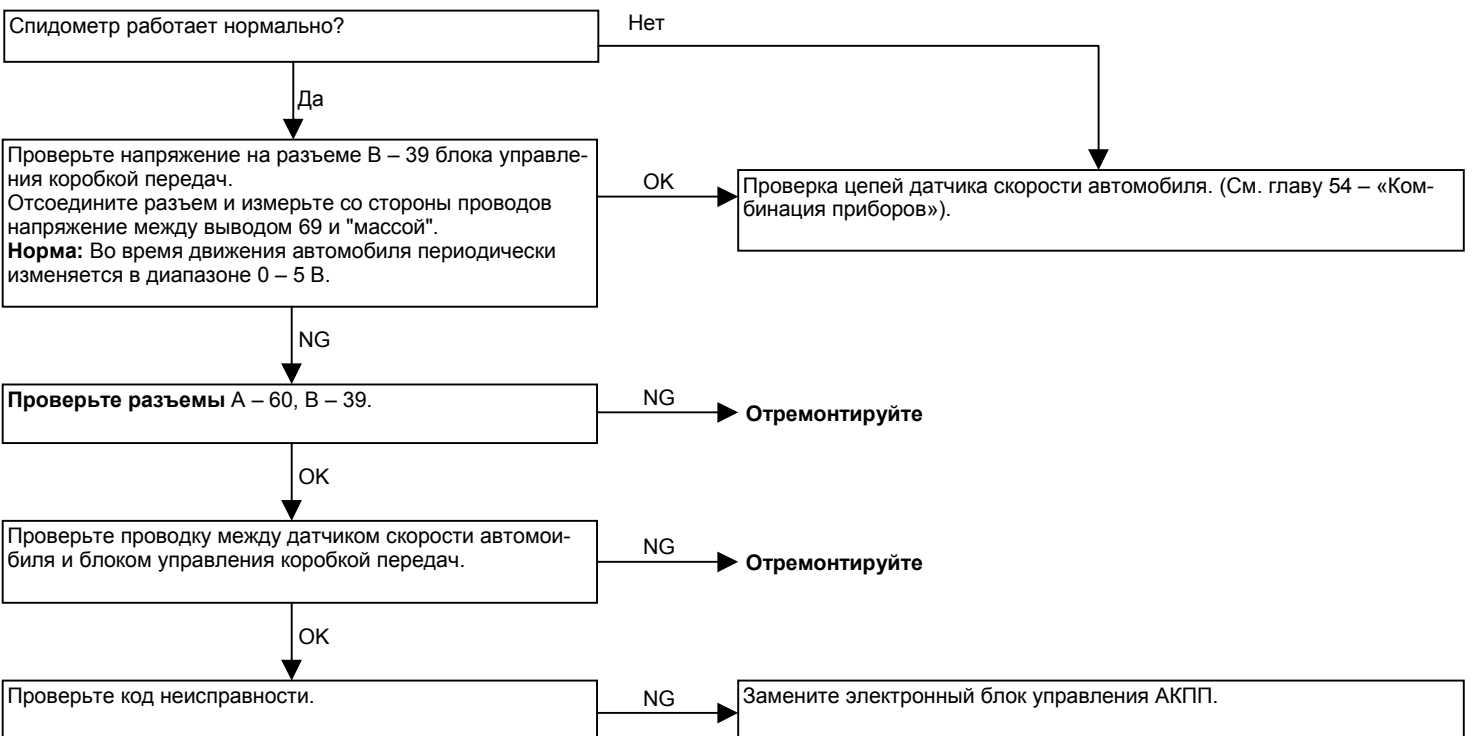 Спидометр работает нормально?
Нет
Да
Проверьте напряжение на разъеме В – 39 блока управле-
ния коробкой передач.
Отсоедините разъем и измерьте со стороны проводов
напряжение между выводом 69 и "массой".
Норма: Во время движения автомобиля периодически
изменяется в диапазоне 0 – 5 В.
OK
Проверка цепей датчика скорости автомобиля. (См. главу 54 – «Ком-
бинация приборов»).
NG
Проверьте разъемы А – 60, В – 39.
NG
Отремонтируйте
OK
Проверьте проводку между датчиком скорости автомои-
биля и блоком управления коробкой передач.
NG
Отремонтируйте
OK
Проверьте код неисправности.
NG
Замените электронный блок управления АКПП.